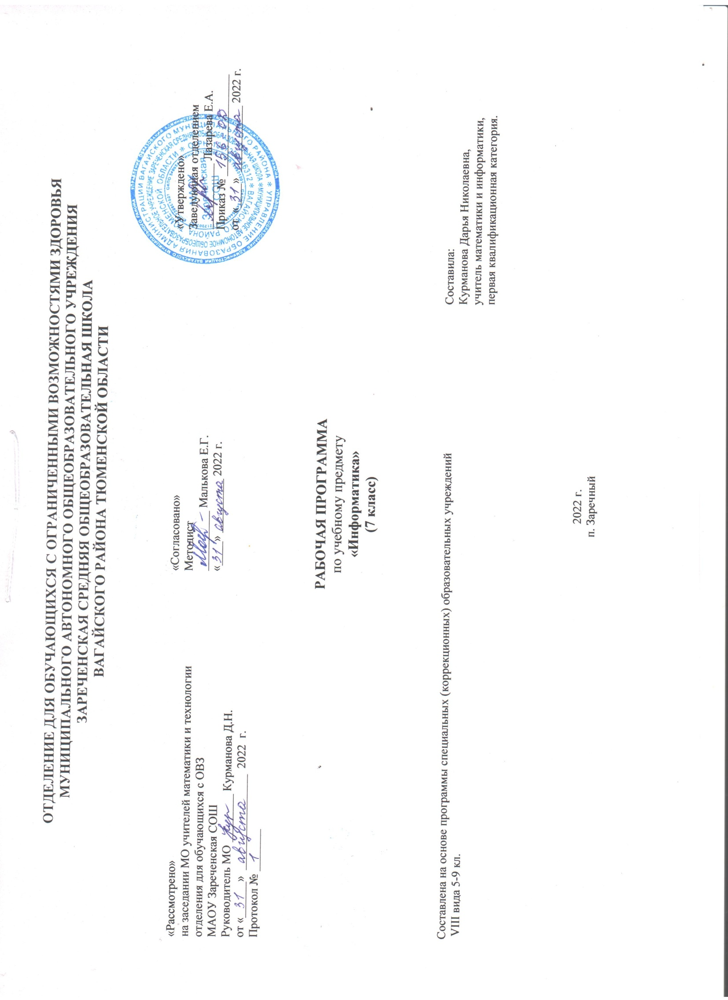 ОТДЕЛЕНИЕ ДЛЯ ОБУЧАЮЩИХСЯ С ОГРАНИЧЕННЫМИ ВОЗМОЖНОСТЯМИ ЗДОРОВЬЯ
МУНИЦИПАЛЬНОГО АВТОНОМНОГО ОБЩЕОБРАЗОВАТЕЛЬНОГО УЧРЕЖДЕНИЯ
ЗАРЕЧЕНСКАЯ СРЕДНЯЯ ОБЩЕОБРАЗОВАТЕЛЬНАЯ ШКОЛА
ВАГАЙСКОГО РАЙОНА ТЮМЕНСКОЙ ОБЛАСТИ
«Рассмотрено»
на заседании МО учителей математики и технологии
отделения для обучающихся с ОВЗ
МАОУ Зареченская СОШ
Руководитель МО Курманова Д.Н.
от « 31 » августа 2022 г.
Протокол № 1
«Согласовано»
Методист
Малькова Е.Г.
« 31 » августа 2022 г.
«Утверждено»
Заведующая отделением
Лазарева Е.А.
Приказ № 156-ОД
от « 31 » августа 2022 г.
МАОУ
Зареченская
СОШ
РАБОЧАЯ ПРОГРАММА
по учебному предмету
«Информатика»
(7 класс)
Составлена на основе программы специальных (коррекционных) образовательных учреждений
VIII вида 5-9 кл.
Составила:
Курманова Дарья Николаевна,
учитель математики и информатики,
первая квалификационная категория.
2022 г.
п. Заречный